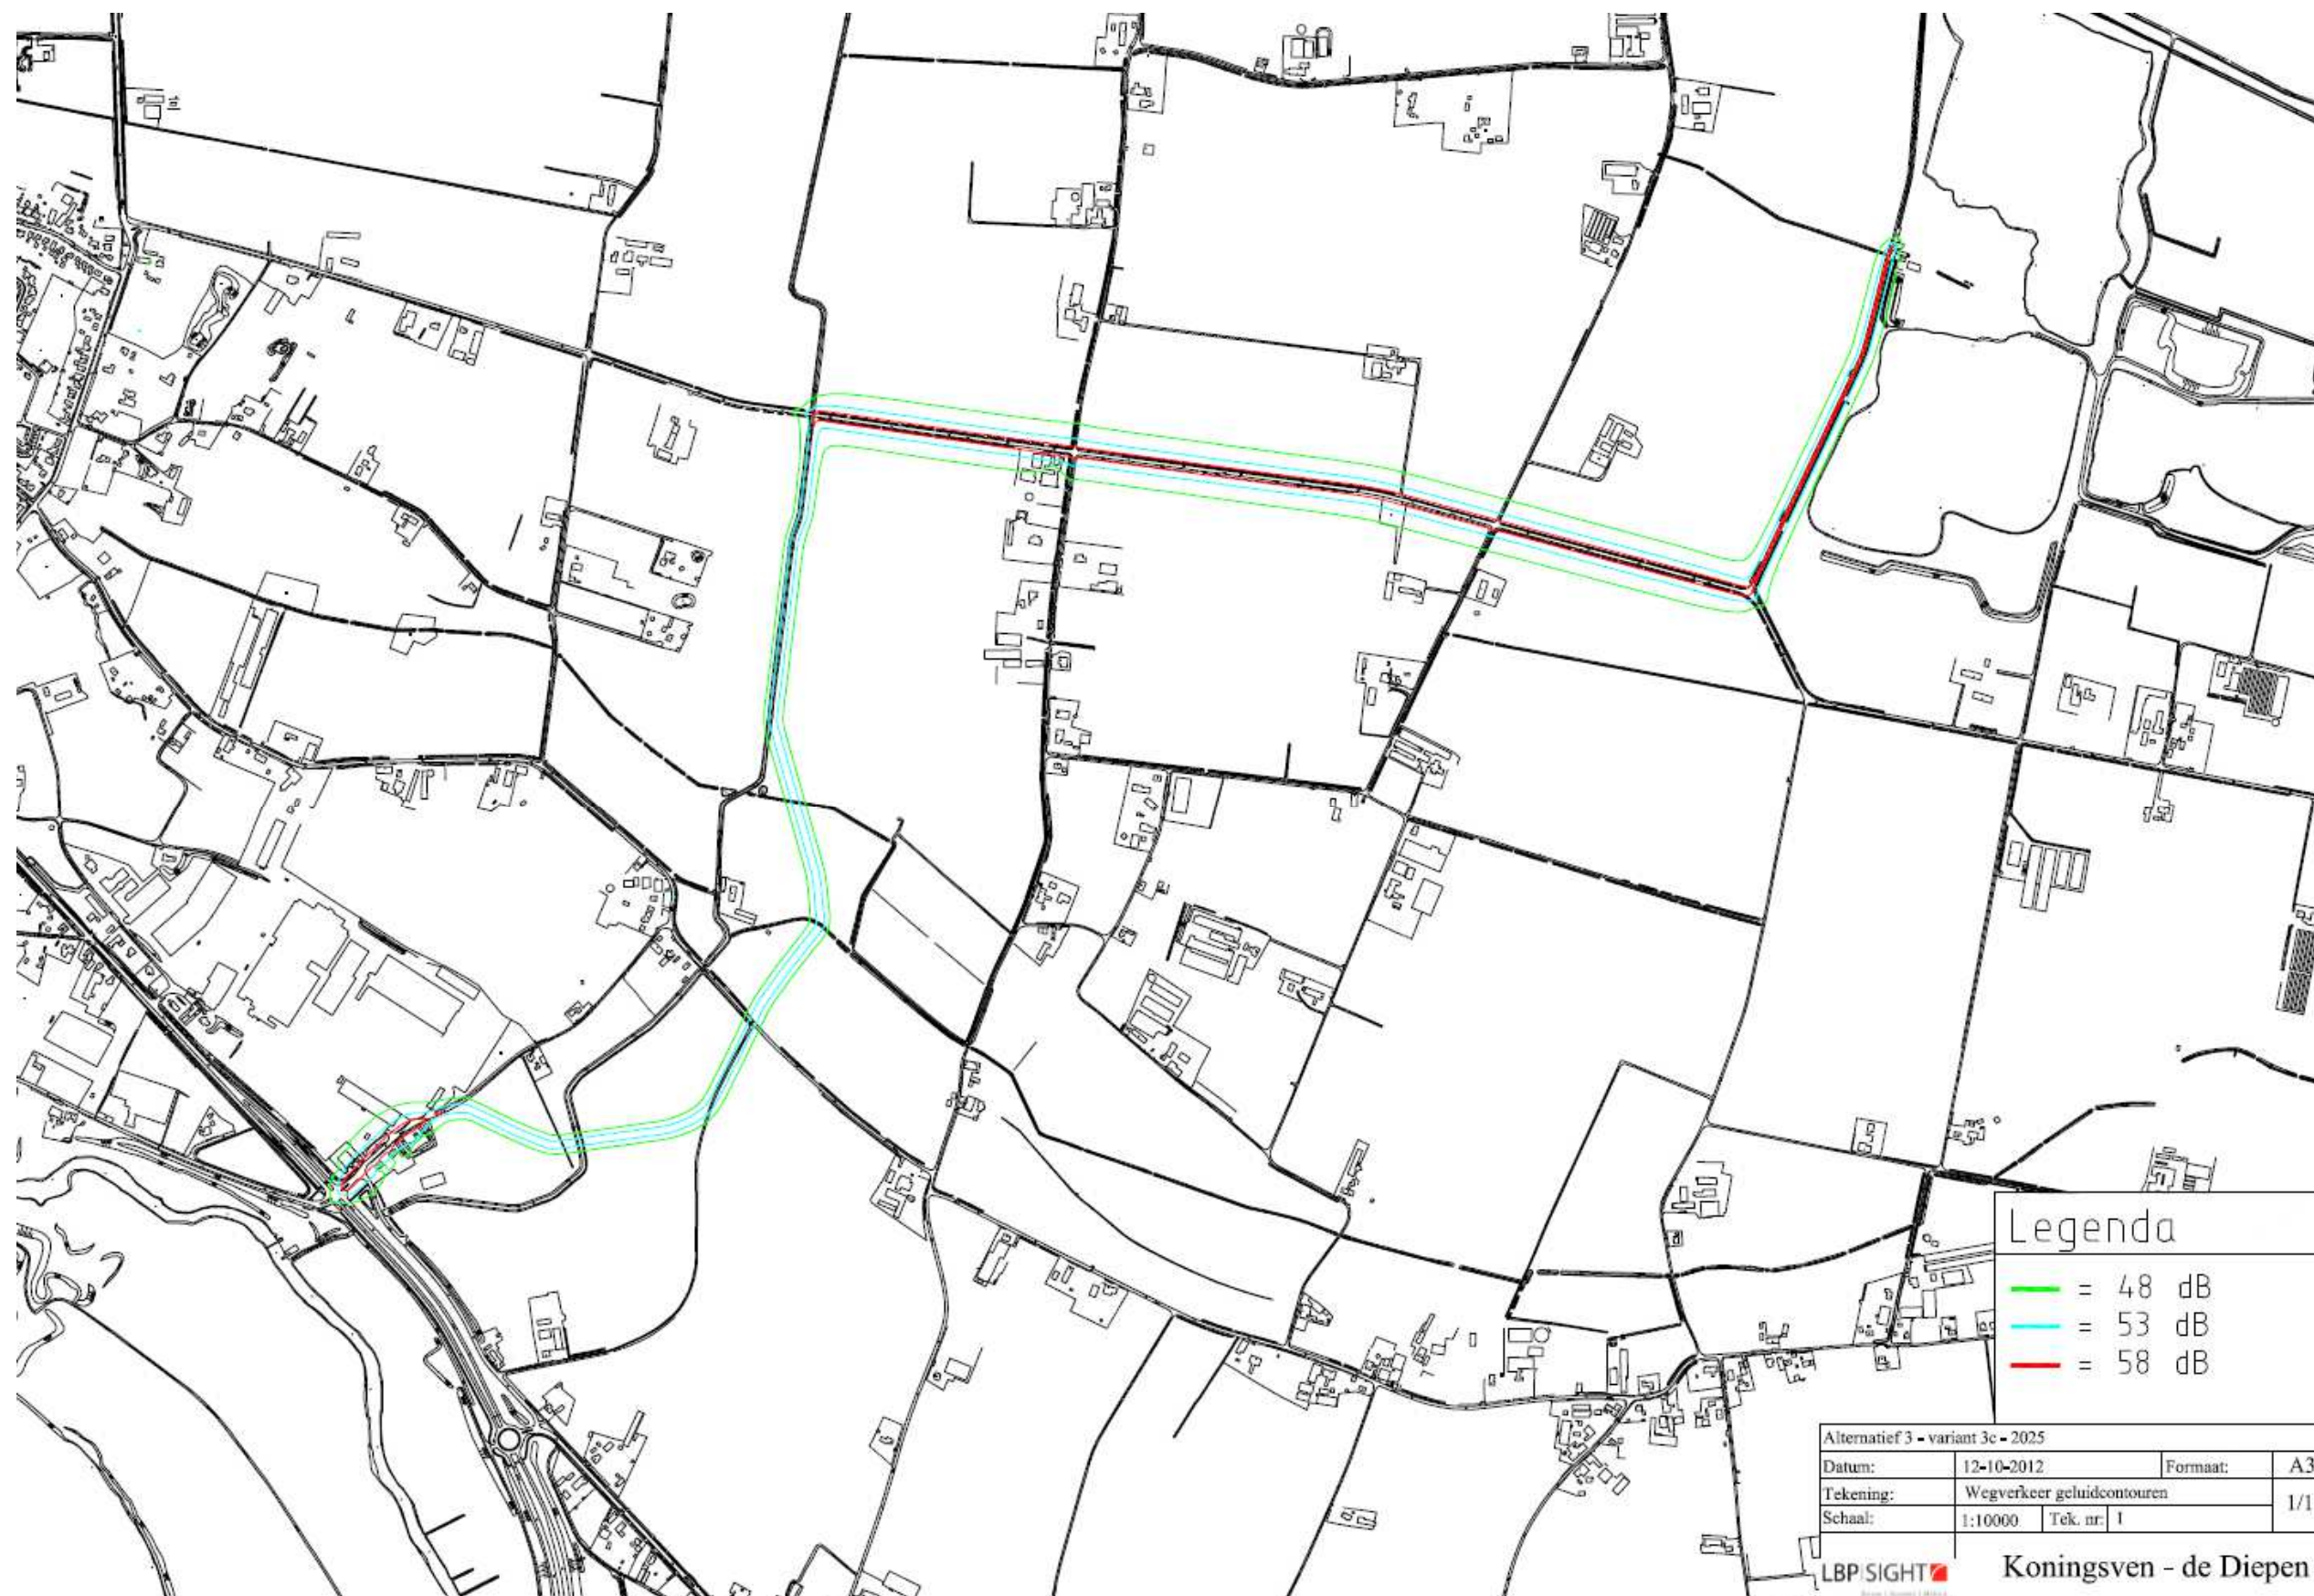 Legenda
= 48 dB
= 53 dB
= 58 dB
Alternatief 3 - variant 3c - 2025
Datum: 12-10-2012 Formaat: A3
Tekening: Wegverkeer geluidcontouren 1/1
Schaal: 1:10000 Tek. nr: 1
LBP|SIGHT Koningsven - de Diepen